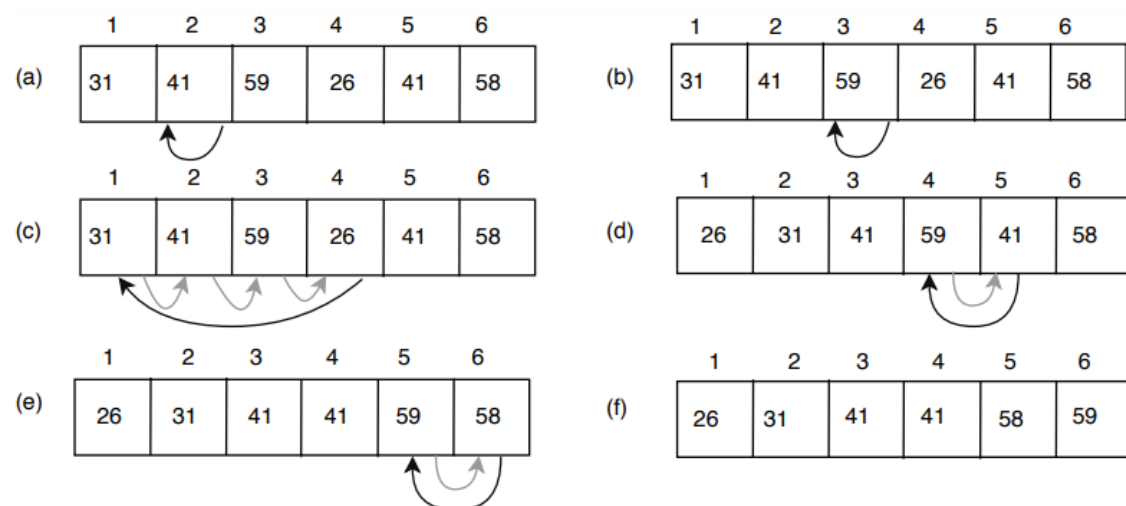 1 2 3 4 5 6
(a) 31 41 59 26 41 58
1 2 3 4 5 6
(b) 31 41 59 26 41 58
1 2 3 4 5 6
(c) 31 41 59 26 41 58
1 2 3 4 5 6
(d) 26 31 41 59 41 58
1 2 3 4 5 6
(e) 26 31 41 41 59 58
1 2 3 4 5 6
(f) 26 31 41 41 58 59